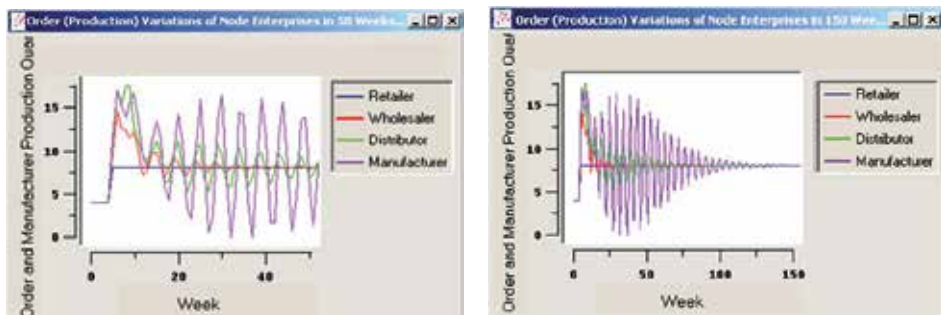 Order (Production) Variations of Node Enterprises in 50 Weeks
Order and Manufacturer Production Quar
15
10
5
0
0
20
40
Week
Retailer
Wholesaler
Distributor
Manufacturer
Order (Production) Variations of Node Enterprises in 150 Wee...
Order and Manufacturer Production Quar
15
10
5
0
0
50
100
150
Week
Retailer
Wholesaler
Distributor
Manufacturer